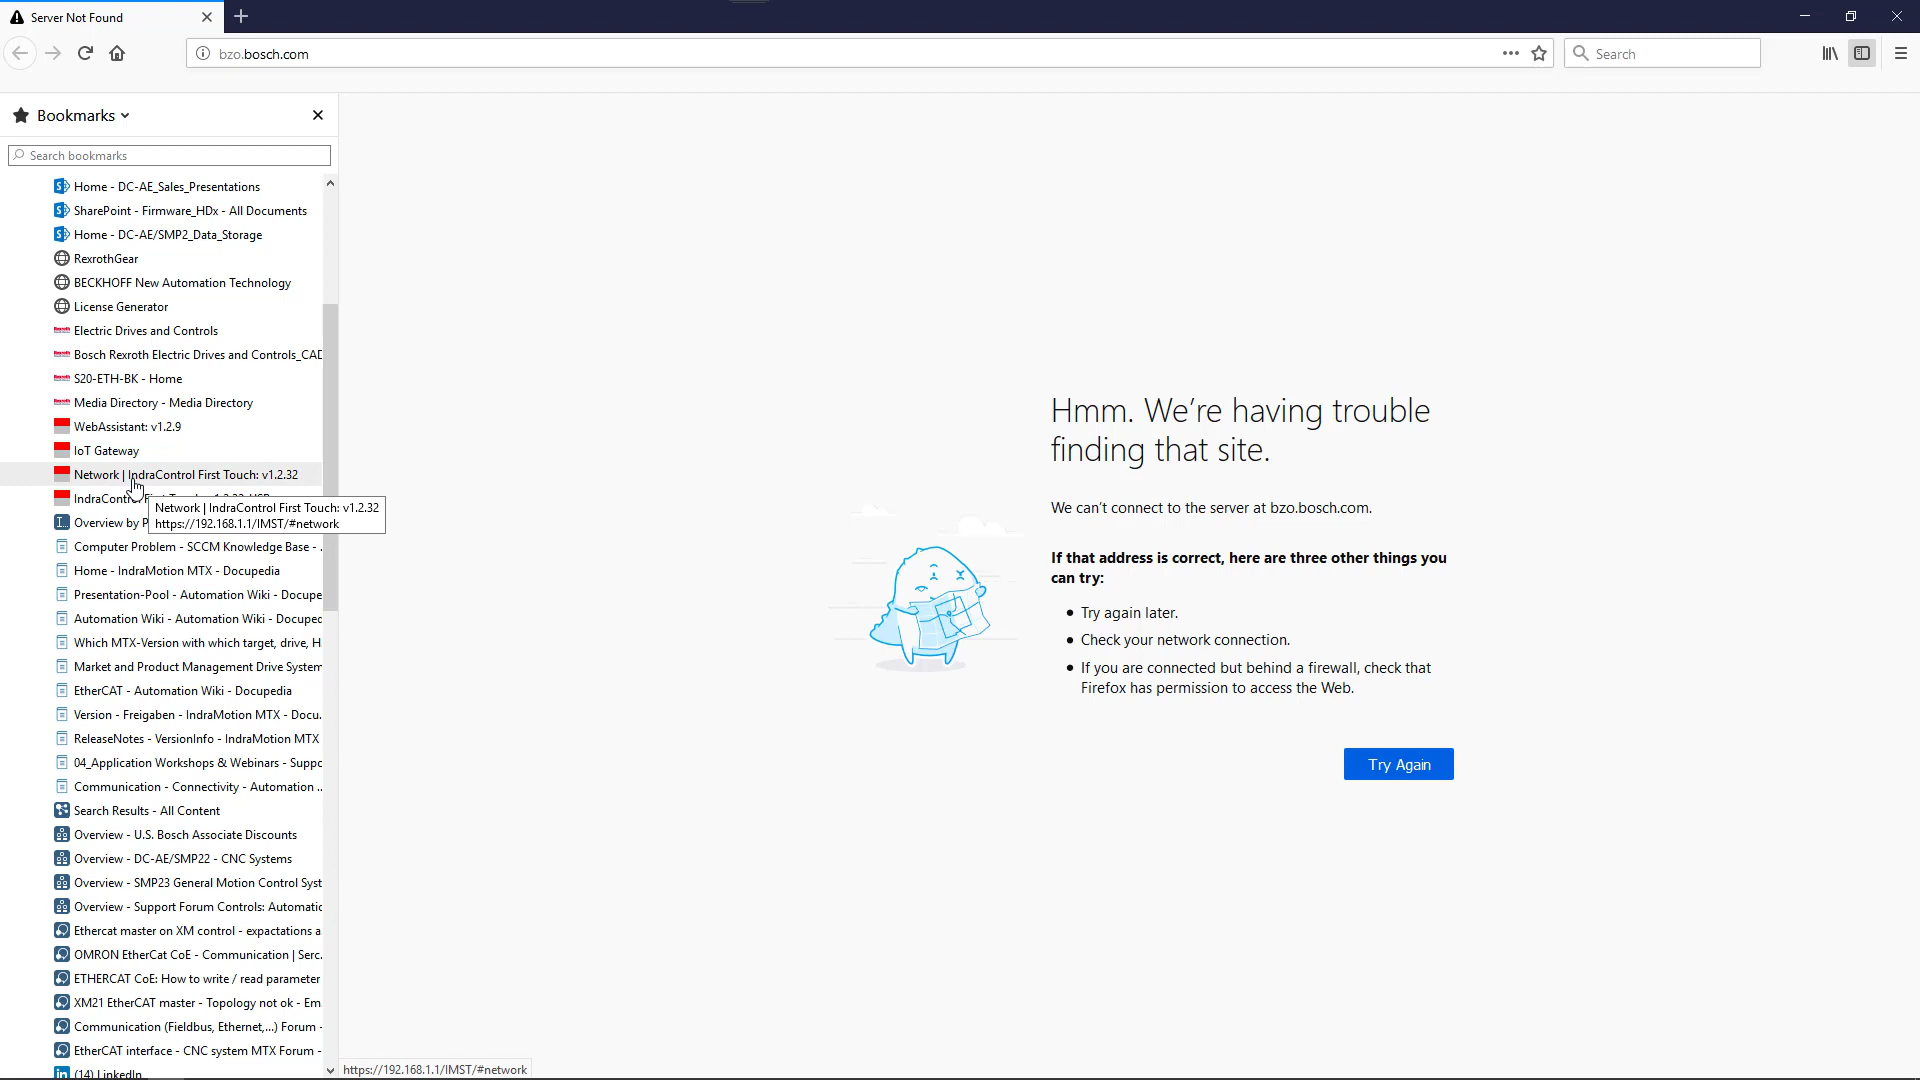 Server Not Found
bzo.bosch.com
Search
Bookmarks
Search bookmarks
Home - DC-AE_Sales_Presentations
SharePoint - Firmware_HDx - All Documents
Home - DC-AE/SMP2_Data_Storage
RexrothGear
BECKHOFF New Automation Technology
License Generator
Electric Drives and Controls
Bosch Rexroth Electric Drives and Controls_CAD
S20-ETH-BK - Home
Media Directory - Media Directory
WebAssistant: v1.2.9
IoT Gateway
Network | IndraControl First Touch: v1.2.32
Network | IndraControl First Touch: v1.2.32
https://192.168.1.1/IMST/#network
Overview by P
Computer Problem - SCCM Knowledge Base - .
Home - IndraMotion MTX - Docupedia
Presentation-Pool - Automation Wiki - Docupe
Automation Wiki - Automation Wiki - Docuped
Which MTX-Version with which target, drive, H
Market and Product Management Drive System
EtherCAT - Automation Wiki - Docupedia
Version - Freigaben - IndraMotion MTX - Docu.
ReleaseNotes - VersionInfo - IndraMotion MTX
04_Application Workshops & Webinars - Suppo
Communication - Connectivity - Automation ..
Search Results - All Content
Overview - U.S. Bosch Associate Discounts
Overview - DC-AE/SMP22 - CNC Systems
Overview - SMP23 General Motion Control Syst
Overview - Support Forum Controls: Automatic
Ethercat master on XM control - expactations a
OMRON EtherCat CoE - Communication | Serc.
ETHERCAT CoE: How to write / read parameter
XM21 EtherCAT master - Topology not ok - Em
Communication (Fieldbus, Ethernet,...) Forum -
EtherCAT interface - CNC system MTX Forum -
(14) LinkedIn
Hmm. We're having trouble
finding that site.
We can't connect to the server at bzo.bosch.com.
If that address is correct, here are three other things you
can try:
Try again later.
Check your network connection.
If you are connected but behind a firewall, check that
Firefox has permission to access the Web.
Try Again
https://192.168.1.1/IMST/#network